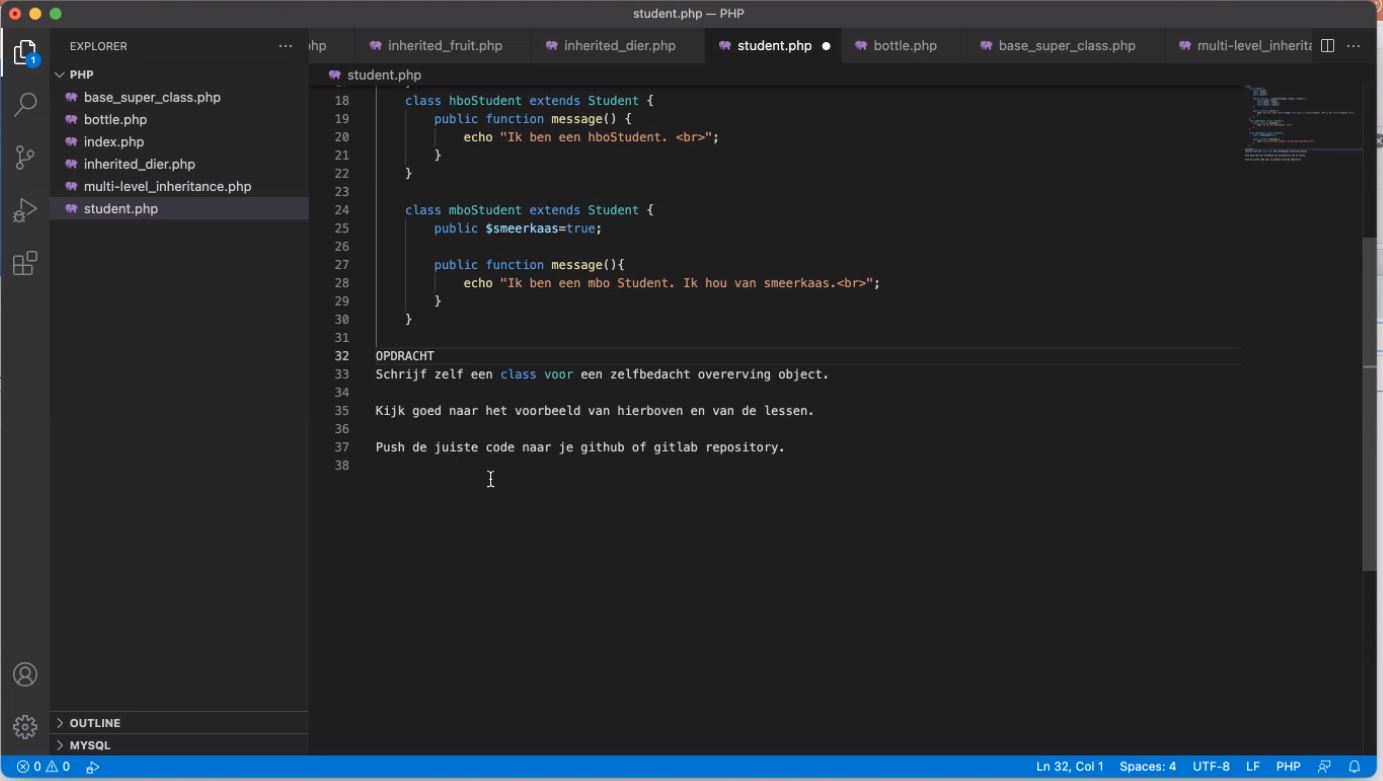 student.php — PHP
EXPLORER
PHP
base_super_class.php
bottle.php
index.php
inherited_dier.php
multi-level_inheritance.php
student.php
OUTLINE
MYSQL
1
hp
inherited_fruit.php
inherited_dier.php
student.php
bottle.php
base_super_class.php
multi-level_inherita
student.php
18 class hboStudent extends Student {
19 public function message() {
20 echo "Ik ben een hboStudent. <br>";
21 }
22 }
23
24 class mboStudent extends Student {
25 public $smeerkaas=true;
26
27 public function message(){
28 echo "Ik ben een mbo Student. Ik hou van smeerkaas.<br>";
29 }
30 }
31
32 OPDRACHT
33 Schrijf zelf een class voor een zelfbedacht overerving object.
34
35 Kijk goed naar het voorbeeld van hierboven en van de lessen.
36
37 Push de juiste code naar je github of gitlab repository.
38
0 0
Ln 32, Col 1 Spaces: 4 UTF-8 LF PHP